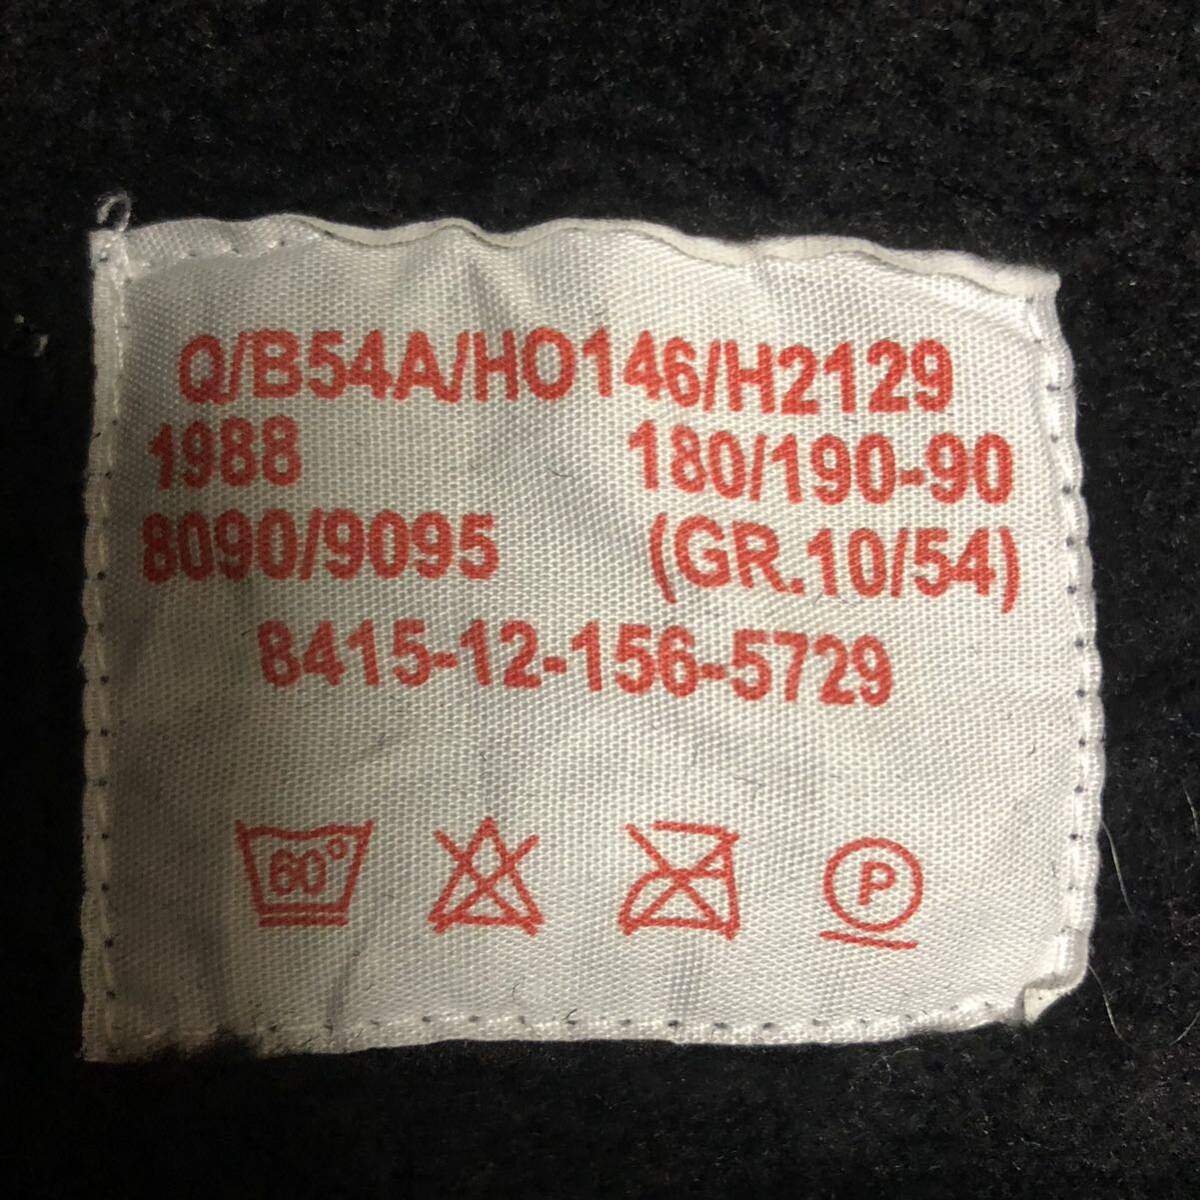 Q/B54A/HO146/H2129
1988 180/190-90
8090/9095 (GR.10/54)
8415-12-156-5729
60° P